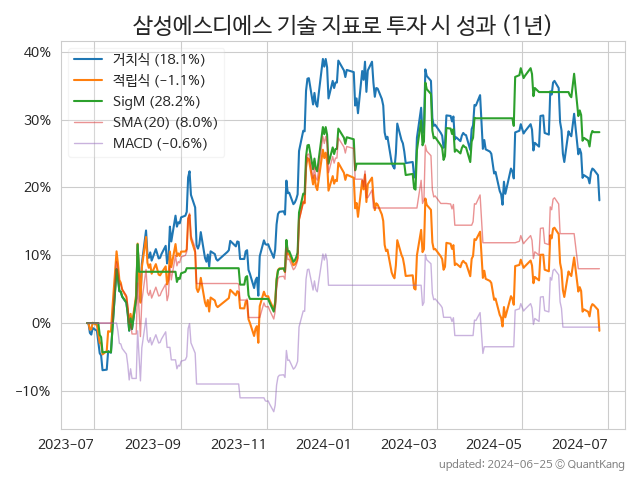 삼성에스디에스 기술 지표로 투자 시 성과 (1년)
거치식 (18.1%)
적립식 (−1.1%)
SigM (28.2%)
SMA(20) (8.0%)
MACD (−0.6%)
40%
30%
20%
10%
0%
−10%
2023-07 2023-09 2023-11 2024-01 2024-03 2024-05 2024-07
updated: 2024-06-25 ⓒ QuantKang